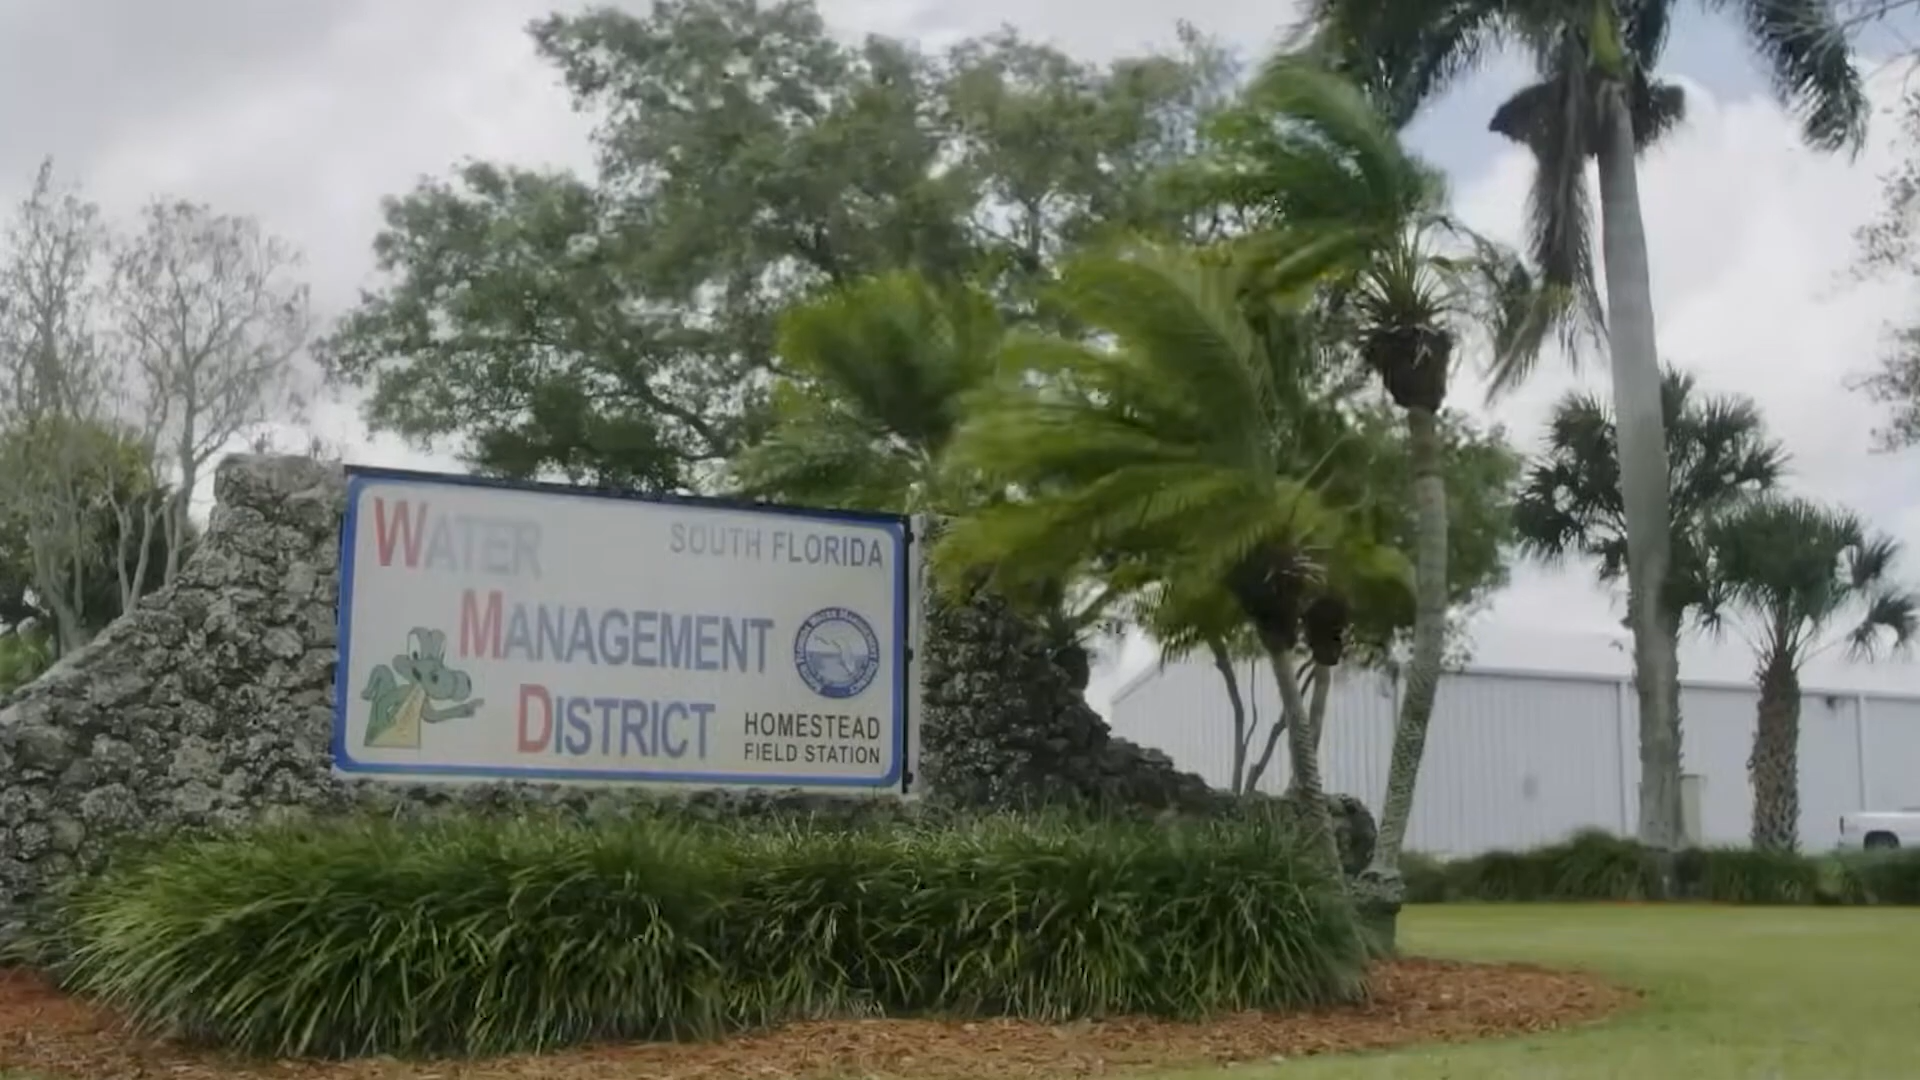 SOUTH FLORIDA
WATER
MANAGEMENT
DISTRICT
HOMESTEAD
FIELD STATION